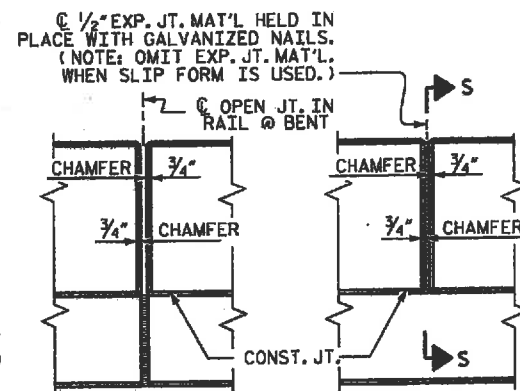 ℄ 1/2" EXP. JT. MAT'L HELD IN
PLACE WITH GALVANIZED NAILS.
(NOTE: OMIT EXP. JT. MAT'L.
WHEN SLIP FORM IS USED.)
S
℄ OPEN JT. IN
RAIL @ BENT
CHAMFER 3/4"
CHAMFER 3/4"
3/4" CHAMFER
3/4" CHAMFER
CONST. JT.
S